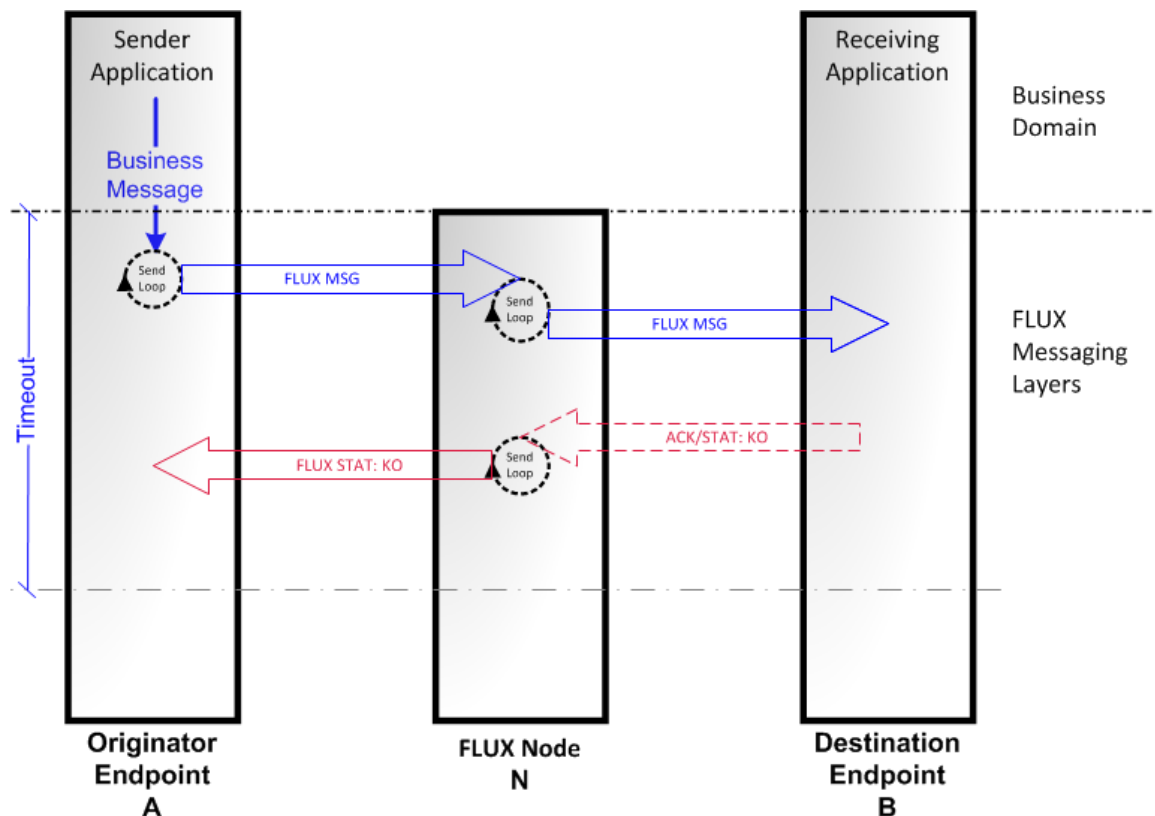 Sender
Application
Receiving
Application
Business
Domain
Business
Message
Send
Loop
FLUX MSG
Send
Loop
FLUX MSG
FLUX
Messaging
Layers
Timeout
ACK/STAT: KO
Send
Loop
FLUX STAT: KO
Originator
Endpoint
A
FLUX Node
N
Destination
Endpoint
B